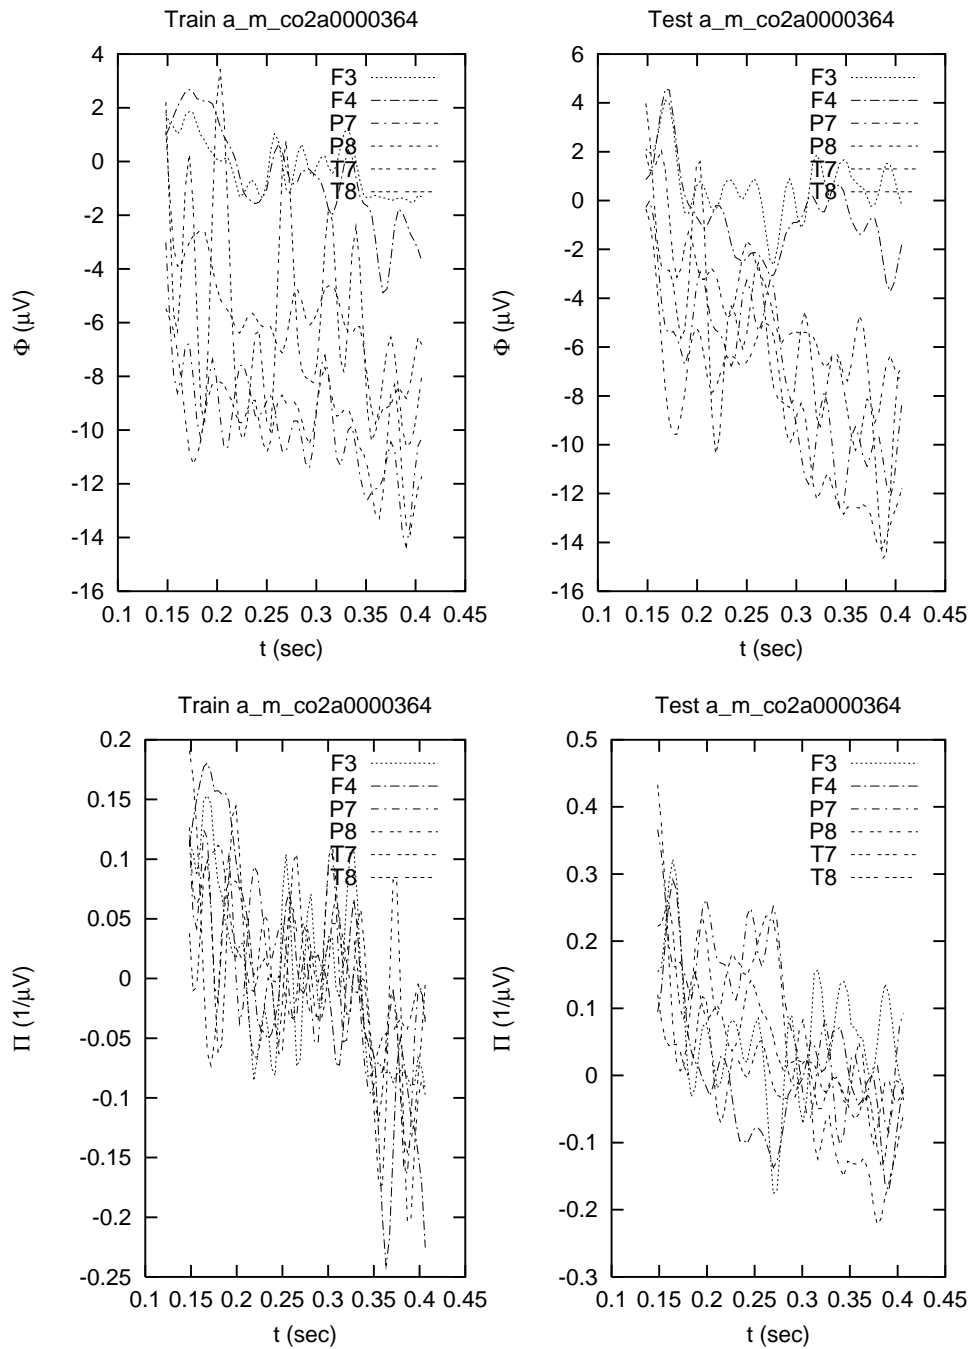 Train a_m_co2a0000364
Φ (μV)
4
2
0
-2
-4
-6
-8
-10
-12
-14
-16
0.1 0.15 0.2 0.25 0.3 0.35 0.4 0.45
t (sec)
F3
F4
P7
P8
T7
T8
Test a_m_co2a0000364
Φ (μV)
6
4
2
0
-2
-4
-6
-8
-10
-12
-14
-16
0.1 0.15 0.2 0.25 0.3 0.35 0.4 0.45
t (sec)
F3
F4
P7
P8
T7
T8
Train a_m_co2a0000364
Π (1/μV)
0.2
0.15
0.1
0.05
0
-0.05
-0.1
-0.15
-0.2
-0.25
0.1 0.15 0.2 0.25 0.3 0.35 0.4 0.45
t (sec)
F3
F4
P7
P8
T7
T8
Test a_m_co2a0000364
Π (1/μV)
0.5
0.4
0.3
0.2
0.1
0
-0.1
-0.2
-0.3
0.1 0.15 0.2 0.25 0.3 0.35 0.4 0.45
t (sec)
F3
F4
P7
P8
T7
T8